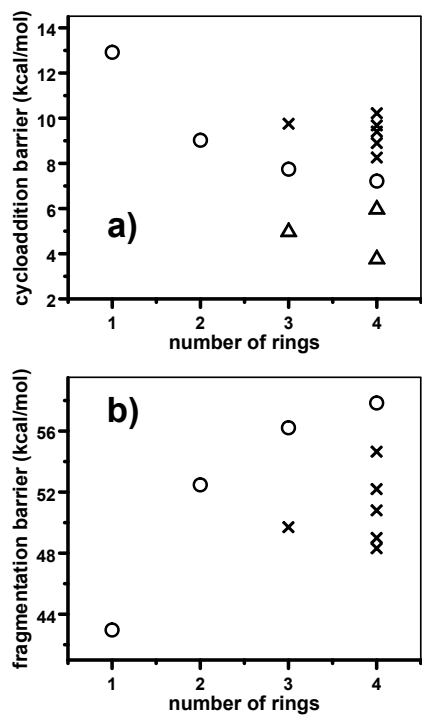 cycloaddition barrier (kcal/mol)
14
12
10
8
6
4
2
a)
1 2 3 4
number of rings
fragmentation barrier (kcal/mol)
b)
56
52
48
44
1 2 3 4
number of rings